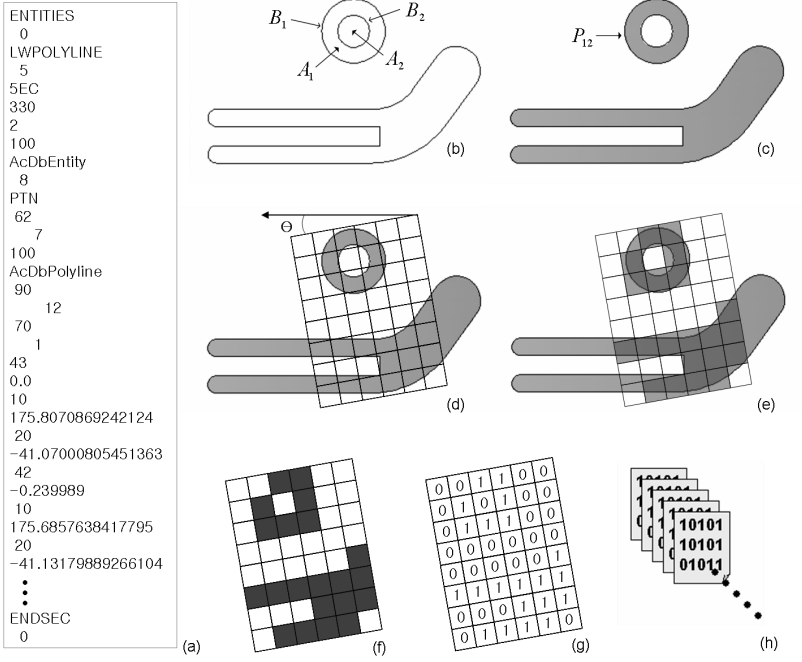 ENTITIES
0
LWPOLYLINE
5
5EC
330
2
100
AcDbEntity
8
PTN
62
7
100
AcDbPolyline
90
12
70
1
43
0.0
10
175.8070869242124
20
-41.07000805451363
42
-0.239989
10
175.6857638417795
20
-41.13179889266104
ENDSEC
0
(a)
B1
B2
A1
A2
(b)
P12
(c)
Θ
(d)
(e)
(f)
0 0 1 1 0 0
0 1 0 1 0 0
0 1 1 1 0 0
0 0 0 0 0 0
0 0 0 0 0 1
1 1 1 1 1 1
0 0 0 1 1 1
0 1 1 1 1 0
(g)
10101
10101
01011
(h)